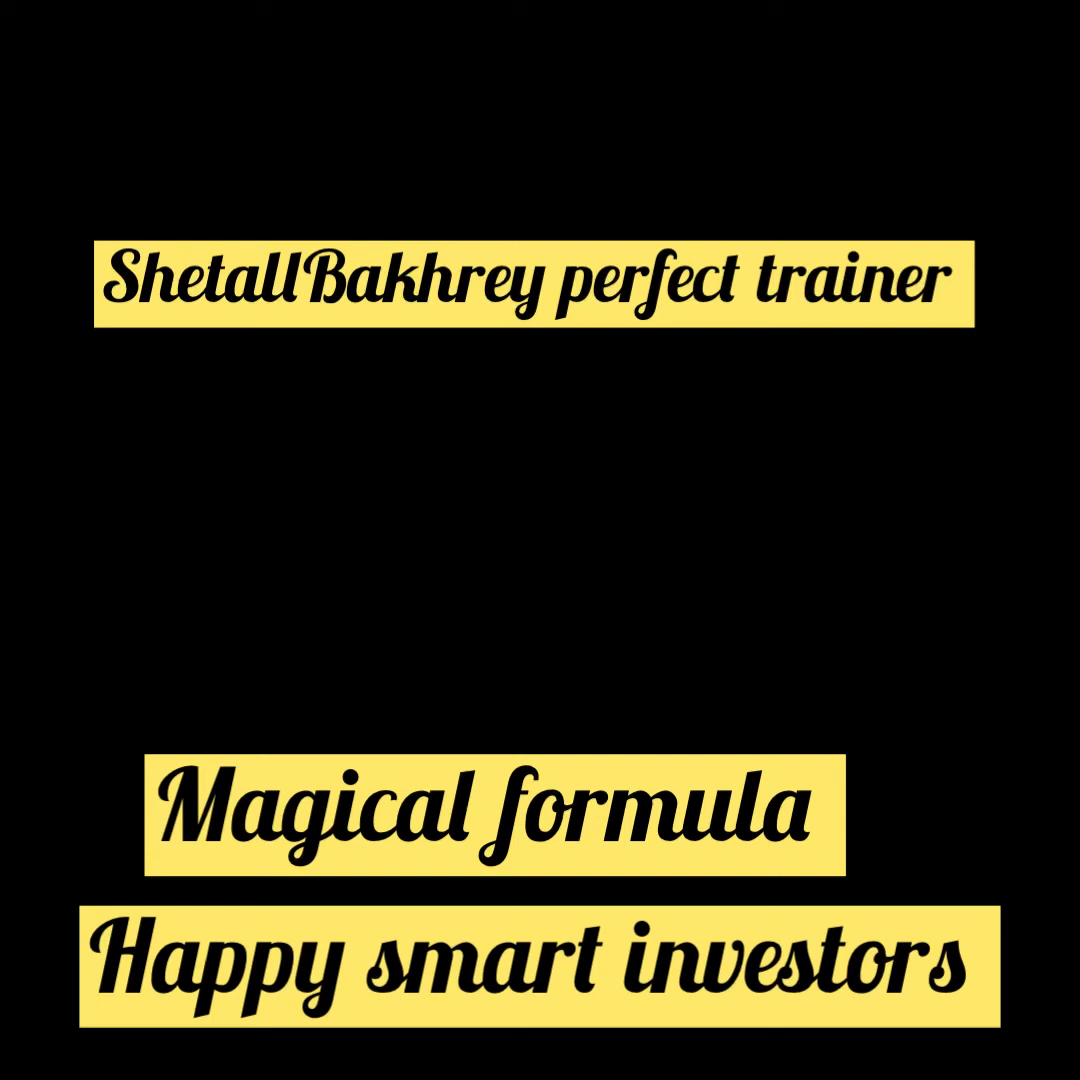 ShetallBakhrey perfect trainer
Magical formula
Happy smart investors